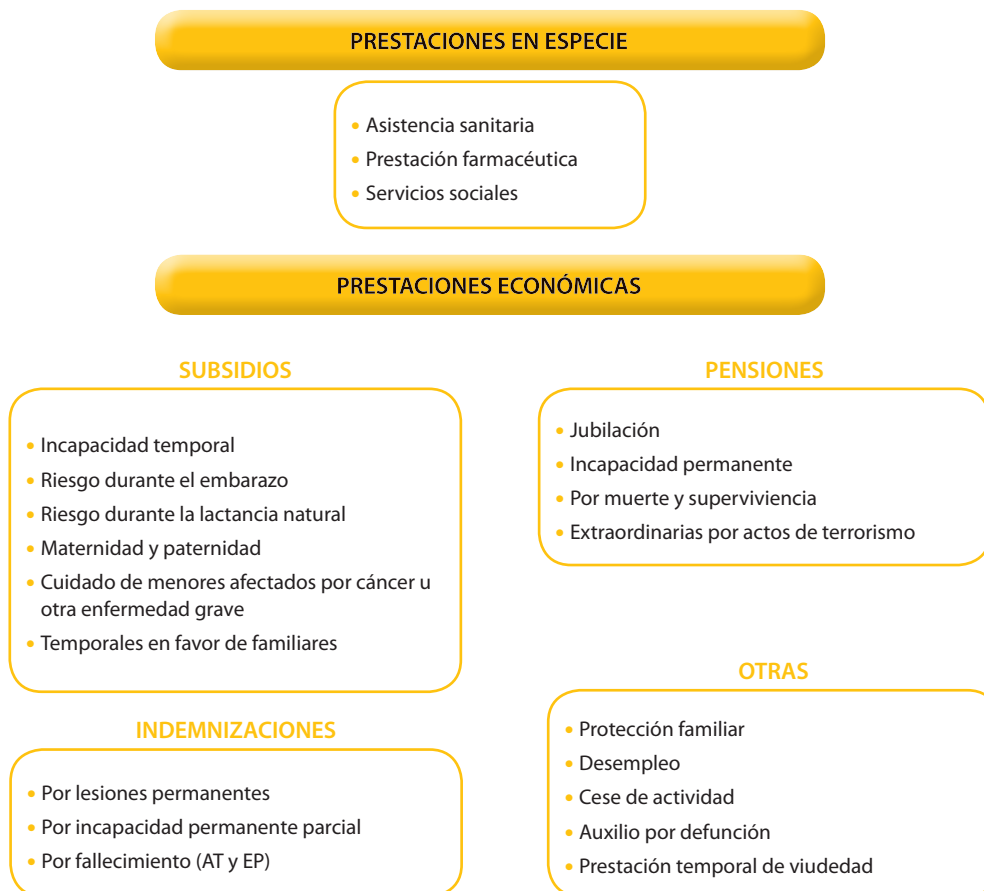 PRESTACIONES EN ESPECIE
• Asistencia sanitaria
• Prestación farmacéutica
• Servicios sociales
PRESTACIONES ECONÓMICAS
SUBSIDIOS
• Incapacidad temporal
• Riesgo durante el embarazo
• Riesgo durante la lactancia natural
• Maternidad y paternidad
• Cuidado de menores afectados por cáncer u
otra enfermedad grave
• Temporales en favor de familiares
PENSIONES
• Jubilación
• Incapacidad permanente
• Por muerte y superviviencia
• Extraordinarias por actos de terrorismo
INDEMNIZACIONES
• Por lesiones permanentes
• Por incapacidad permanente parcial
• Por fallecimiento (AT y EP)
OTRAS
• Protección familiar
• Desempleo
• Cese de actividad
• Auxilio por defunción
• Prestación temporal de viudedad